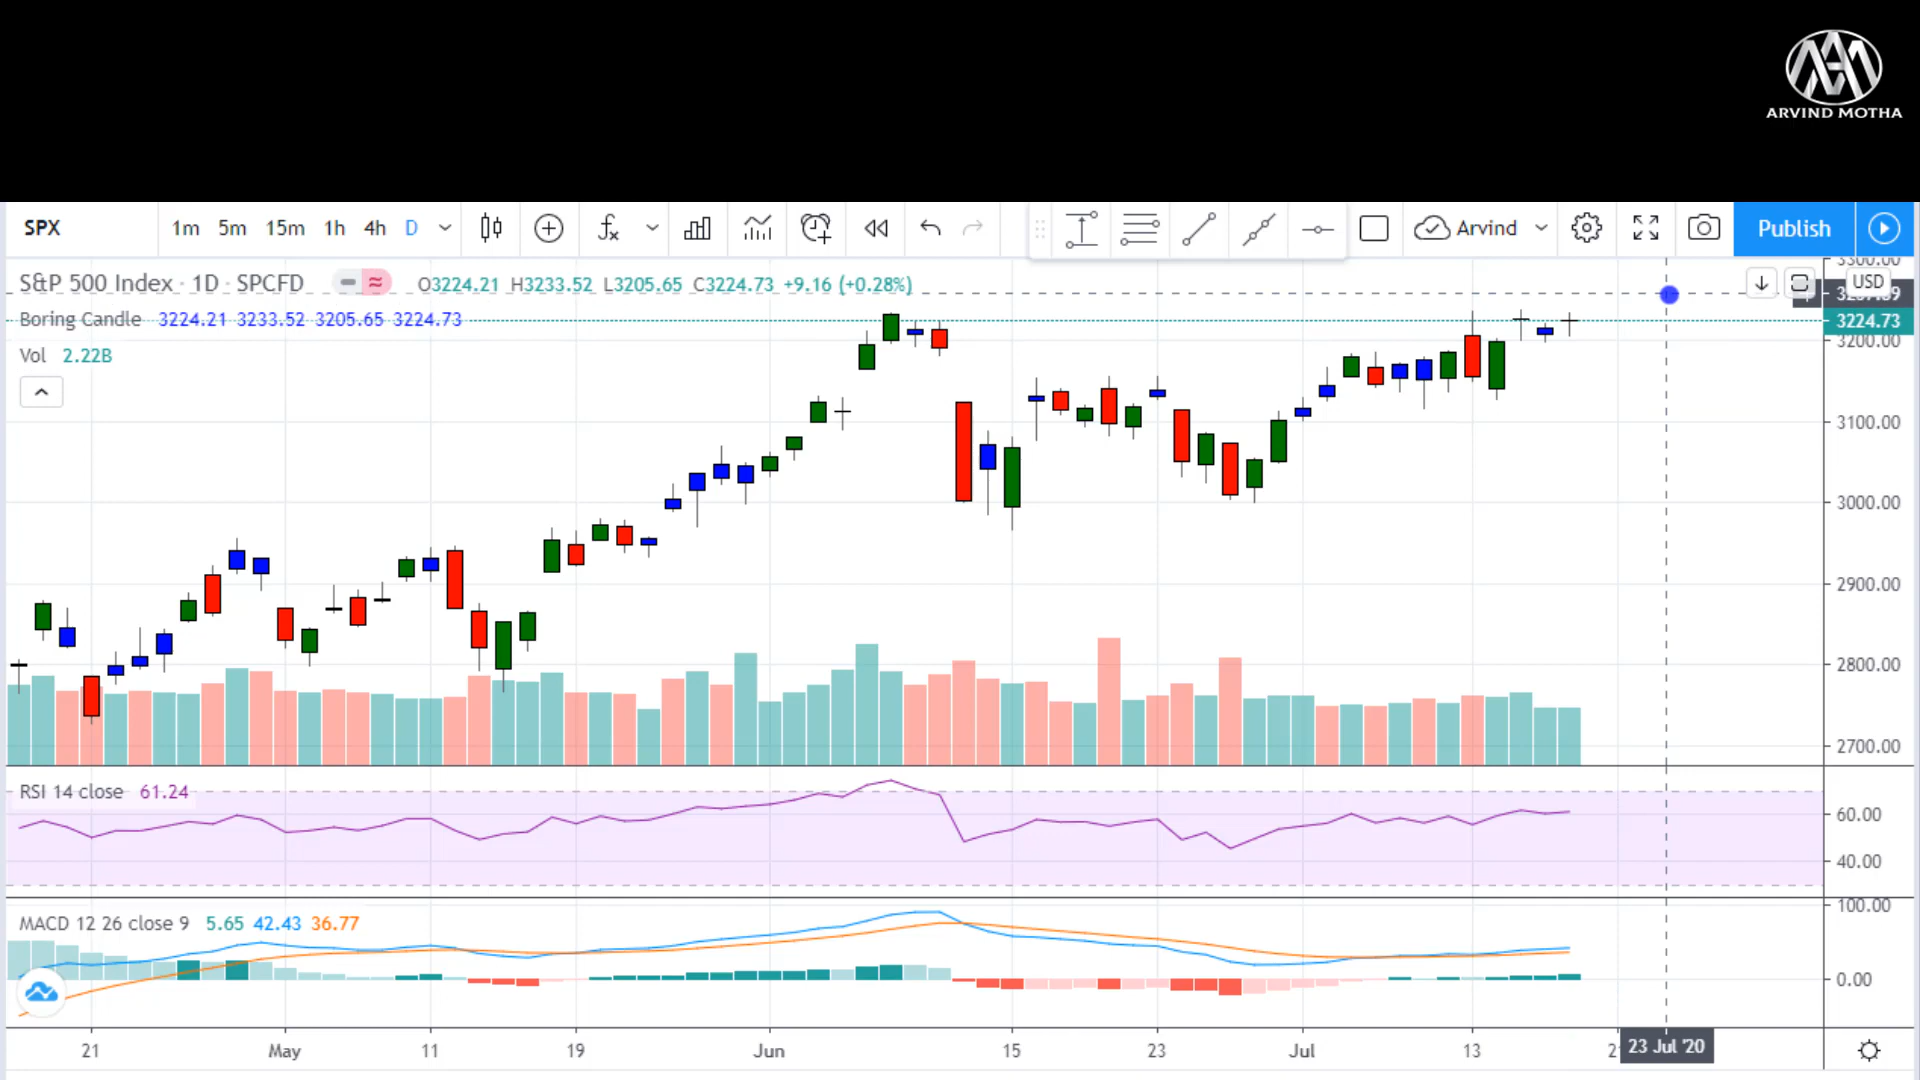 ARVIND MOTHA
SPX 1m 5m 15m 1h 4h D Arvind Publish
S&P 500 Index · 1D · SPCFD O3224.21 H3233.52 L3205.65 C3224.73 +9.16 (+0.28%)
USD
Boring Candle 3224.21 3233.52 3205.65 3224.73
3224.73
Vol 2.22B
3200.00
3100.00
3000.00
2900.00
2800.00
2700.00
RSI 14 close 61.24
60.00
40.00
MACD 12 26 close 9 5.65 42.43 36.77
100.00
0.00
21 May 11 19 Jun 15 23 Jul 13 23 Jul '20